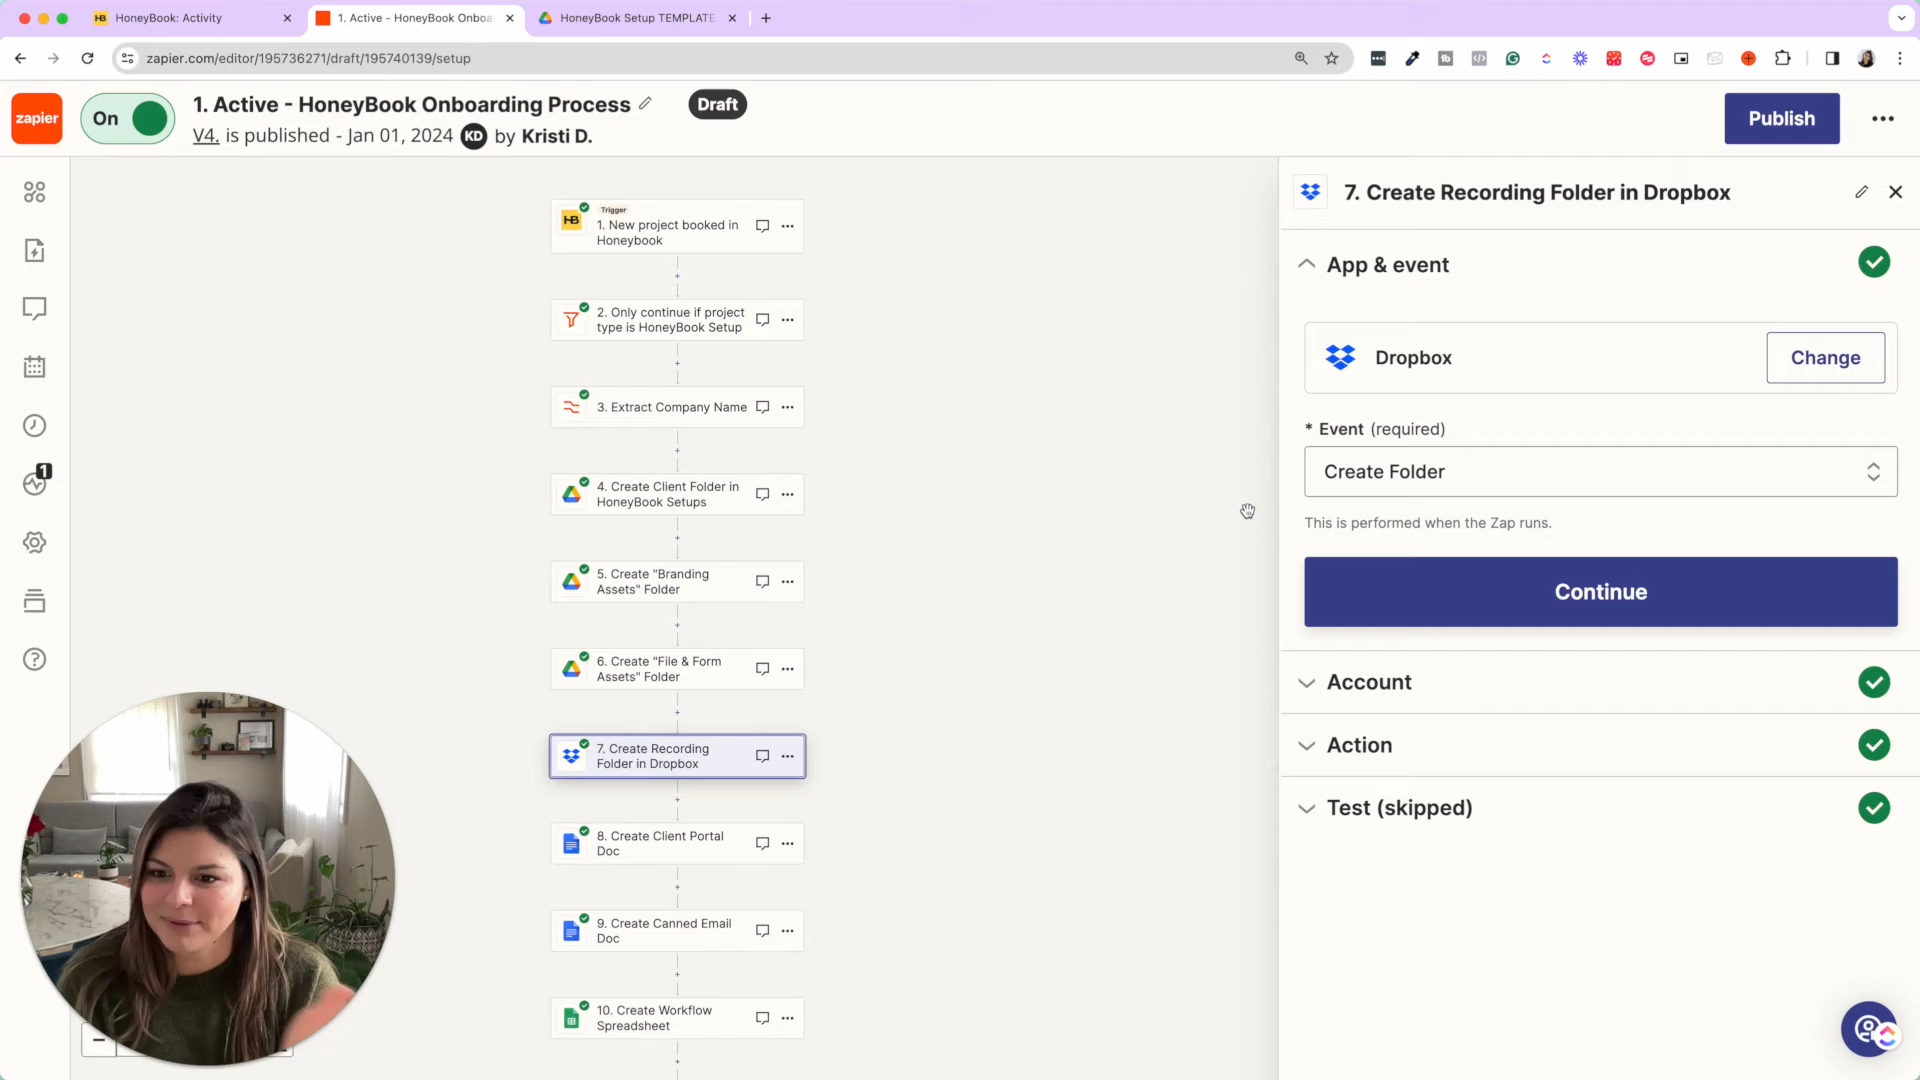 HB HoneyBook: Activity
1. Active - HoneyBook Onboa
HoneyBook Setup TEMPLATE
zapier.com/editor/195736271/draft/195740139/setup
zapier
On
1. Active - HoneyBook Onboarding Process
Draft
V4. is published - Jan 01, 2024 KD by Kristi D.
Publish
1
HB
Trigger
1. New project booked in
Honeybook
2. Only continue if project
type is HoneyBook Setup
3. Extract Company Name
4. Create Client Folder in
HoneyBook Setups
5. Create "Branding
Assets" Folder
6. Create "File & Form
Assets" Folder
7. Create Recording
Folder in Dropbox
8. Create Client Portal
Doc
9. Create Canned Email
Doc
10. Create Workflow
Spreadsheet
7. Create Recording Folder in Dropbox
App & event
Dropbox
Change
* Event (required)
Create Folder
This is performed when the Zap runs.
Continue
Account
Action
Test (skipped)